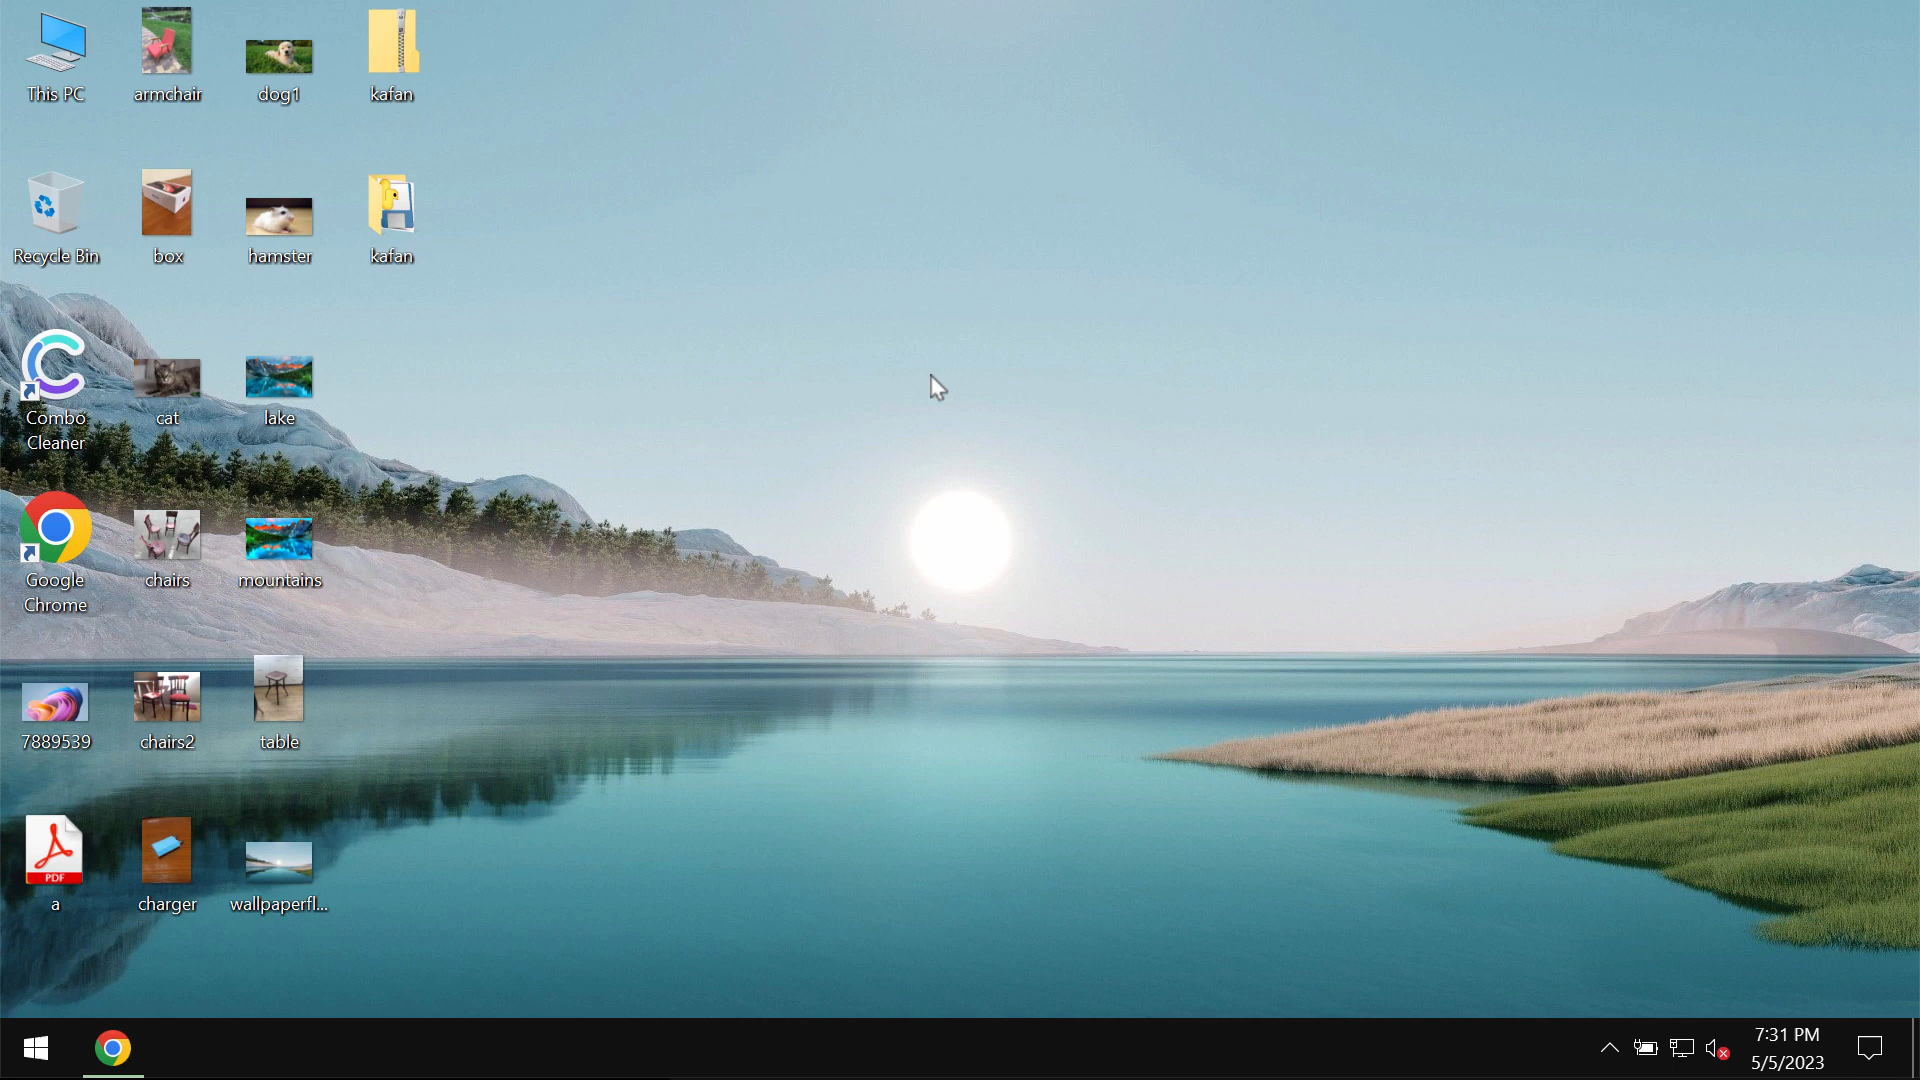 This PC
armchair
dog1
kafan
Recycle Bin
box
hamster
kafan
Combo
Cleaner
cat
lake
Google
Chrome
chairs
mountains
7889539
chairs2
table
PDF
a
charger
wallpaperfl...
7:31 PM
5/5/2023